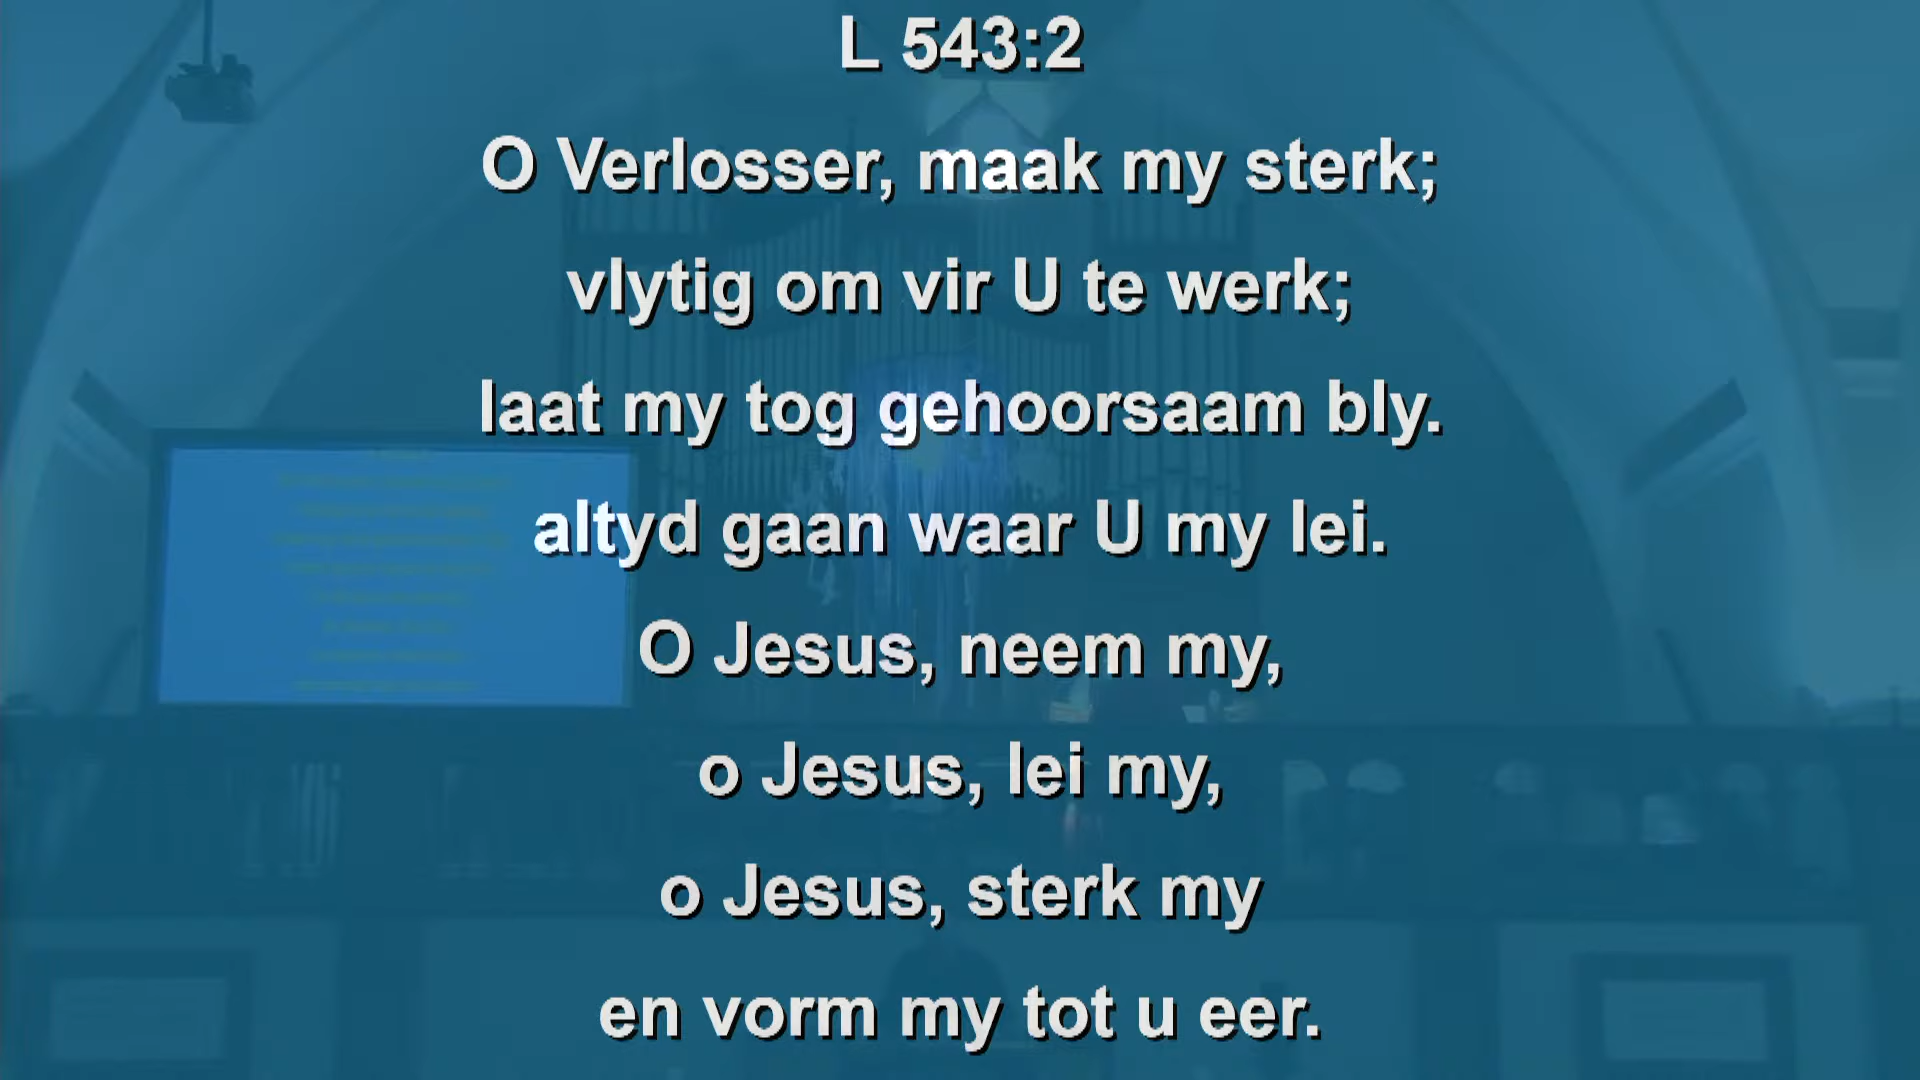 L 543:2
O Verlosser, maak my sterk;
vlytig om vir U te werk;
laat my tog gehoorsaam bly.
altyd gaan waar U my lei.
O Jesus, neem my,
o Jesus, lei my,
o Jesus, sterk my
en vorm my tot u eer.